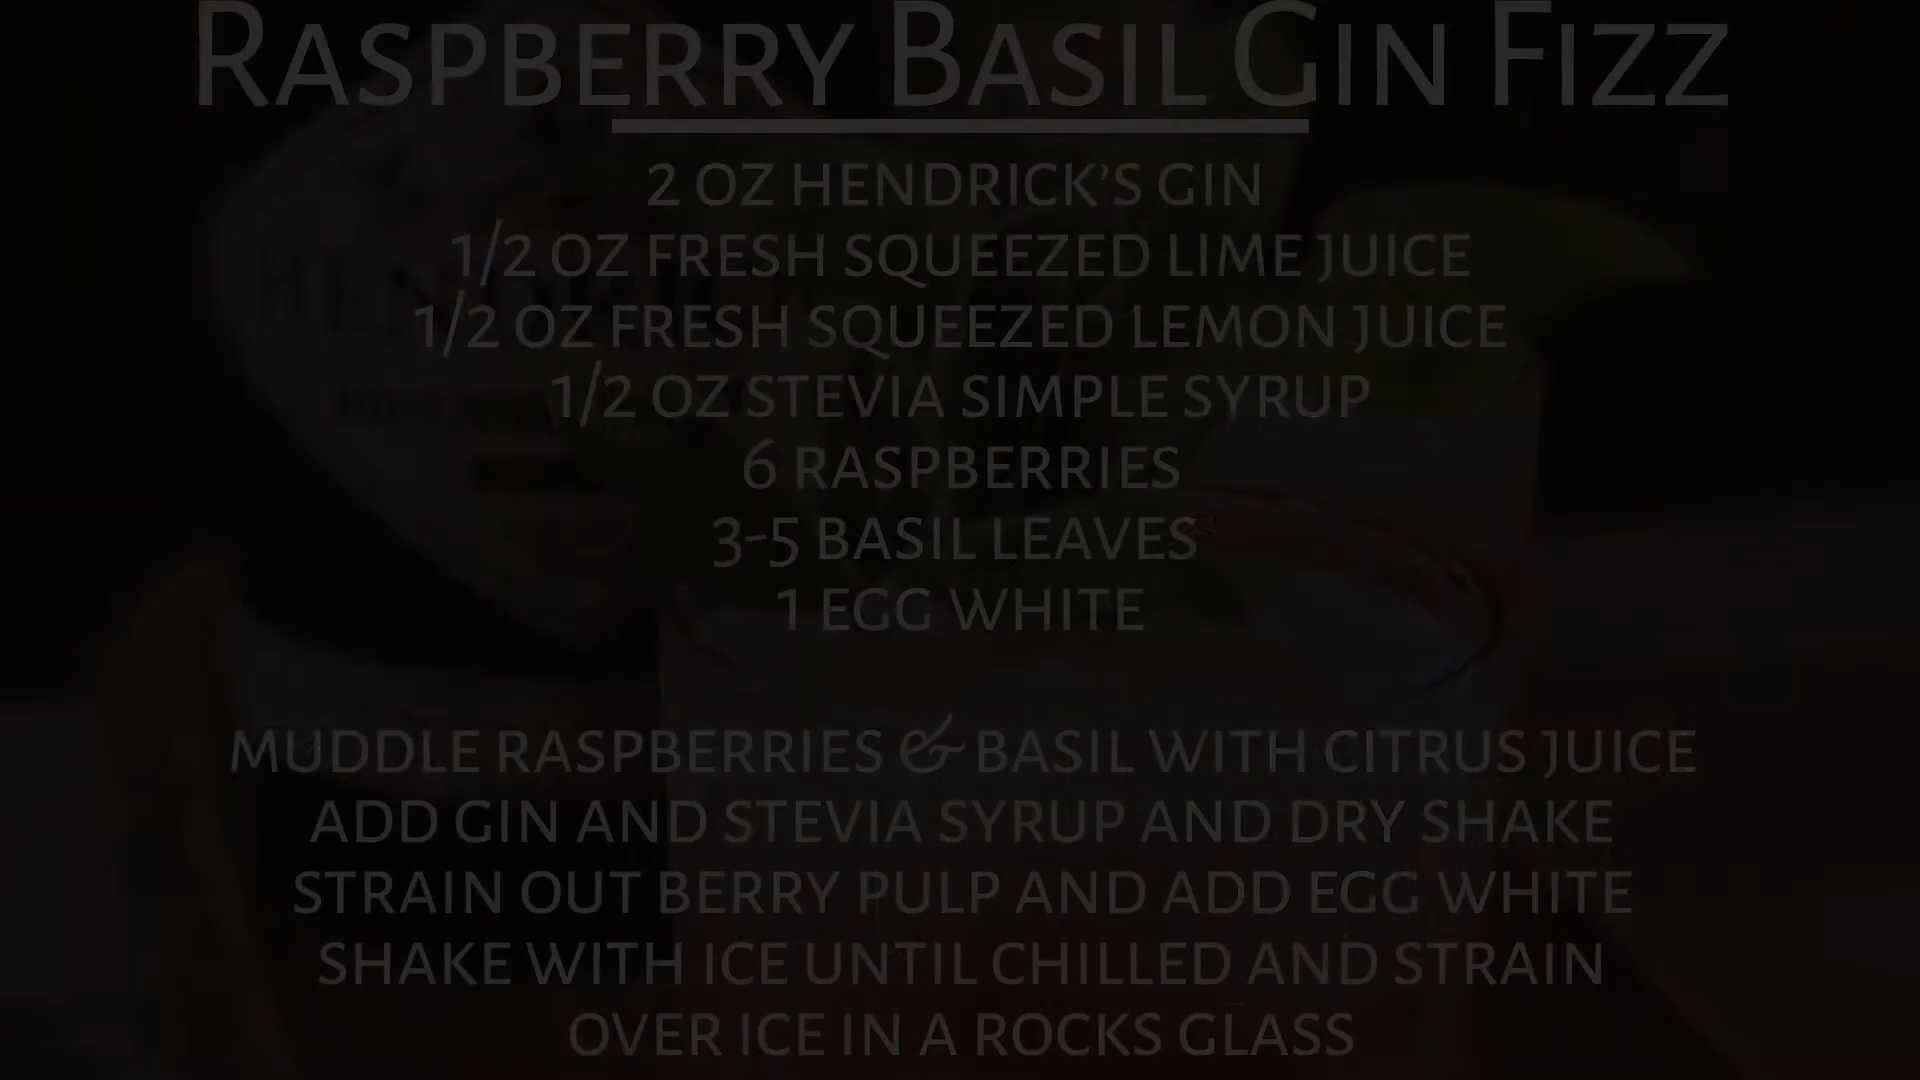 Raspberry Basil Gin Fizz
2 OZ HENDRICK'S GIN
1/2 OZ FRESH SQUEEZED LIME JUICE
1/2 OZ FRESH SQUEEZED LEMON JUICE
1/2 OZ STEVIA SIMPLE SYRUP
6 RASPBERRIES
3-5 BASIL LEAVES
1 EGG WHITE
MUDDLE RASPBERRIES & BASIL WITH CITRUS JUICE
ADD GIN AND STEVIA SYRUP AND DRY SHAKE
STRAIN OUT BERRY PULP AND ADD EGG WHITE
SHAKE WITH ICE UNTIL CHILLED AND STRAIN
OVER ICE IN A ROCKS GLASS